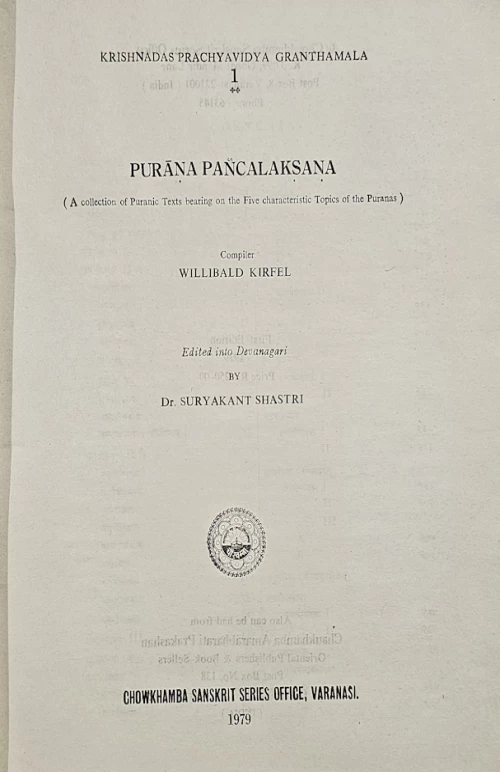 KRISHNADAS PRACHYAVIDYA GRANTHAMALA
1
PURĀṆA PAÑCALAKṢAṆA
( A collection of Puranic Texts bearing on the Five characteristic Topics of the Puranas )
Compiler
WILLIBALD KIRFEL
Edited into Devanagari
BY
Dr. SURYAKANT SHASTRI
CHOWKHAMBA SANSKRIT SERIES OFFICE, VARANASI.
1979